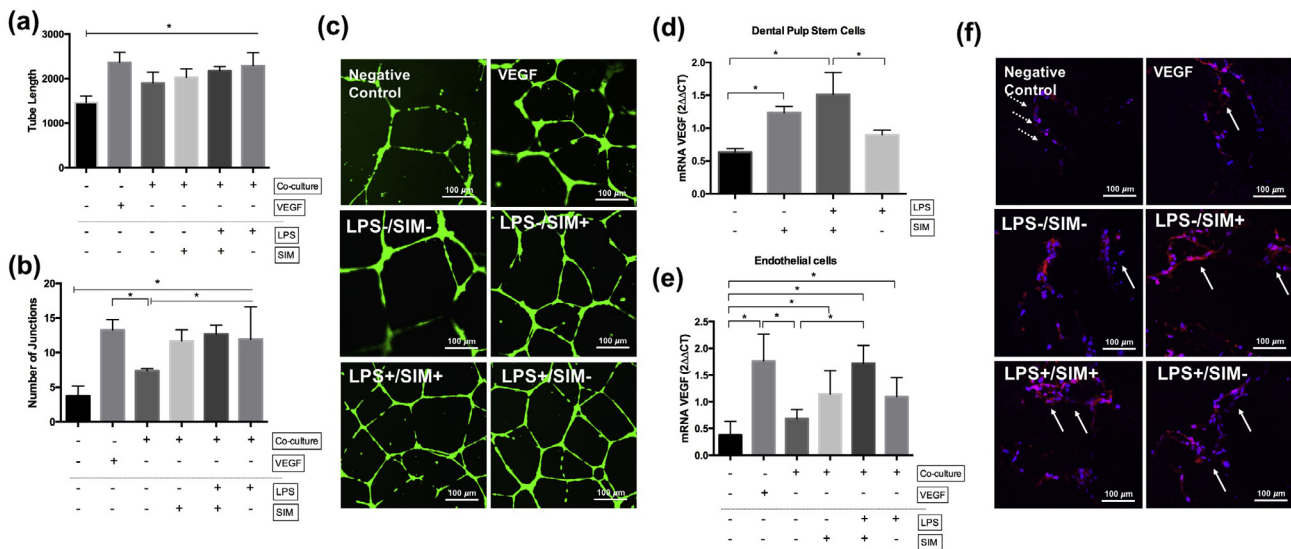 (a)
*
Tube Length
3000
2000
1000
0
- - + + + + Co-culture
- + - - - - VEGF
- - - - + + LPS
- - - + + - SIM
(b)
*
* *
Number of Junctions
20
15
10
5
0
- - + + + + Co-culture
- + - - - - VEGF
- - - - + + LPS
- - - + + - SIM
(c)
Negative
Control
100 µm
VEGF
100 µm
LPS-/SIM-
100 µm
LPS-/SIM+
100 µm
LPS+/SIM+
100 µm
LPS+/SIM-
100 µm
(d)
Dental Pulp Stem Cells
* *
*
mRNA VEGF (2ΔΔCT)
2.0
1.5
1.0
0.5
0.0
- - + + LPS
- + + - SIM
(e)
Endothelial cells
*
*
*
* * *
mRNA VEGF (2ΔΔCT)
2.5
2.0
1.5
1.0
0.5
0.0
- - + + + + Co-culture
- + - - - - VEGF
- - - - + + LPS
- - - + + - SIM
(f)
Negative
Control
100 µm
VEGF
100 µm
LPS-/SIM-
100 µm
LPS-/SIM+
100 µm
LPS+/SIM+
100 µm
LPS+/SIM-
100 µm